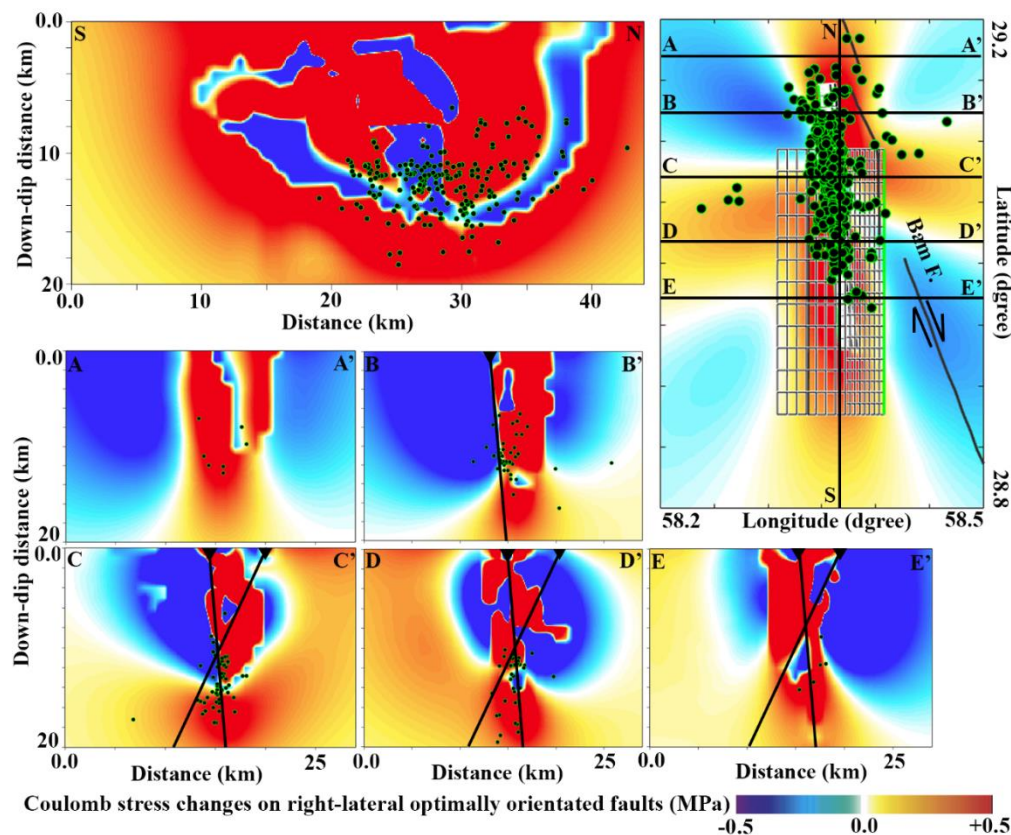 0.0
S
N
Down-dip distance (km)
10
20
0.0
10
20
30
40
Distance (km)
N
A
A'
B
B'
C
C'
D
D'
E
E'
Bam F.
S
29.2
Latitude (dgree)
28.8
58.2
Longitude (dgree)
58.5
Down-dip distance (km)
0.0
A
A'
B
B'
20
0.0
C
C'
D
D'
E
E'
20
0.0
25
0.0
25
0.0
25
Distance (km)
Distance (km)
Distance (km)
Coulomb stress changes on right-lateral optimally orientated faults (MPa)
-0.5
0.0
+0.5